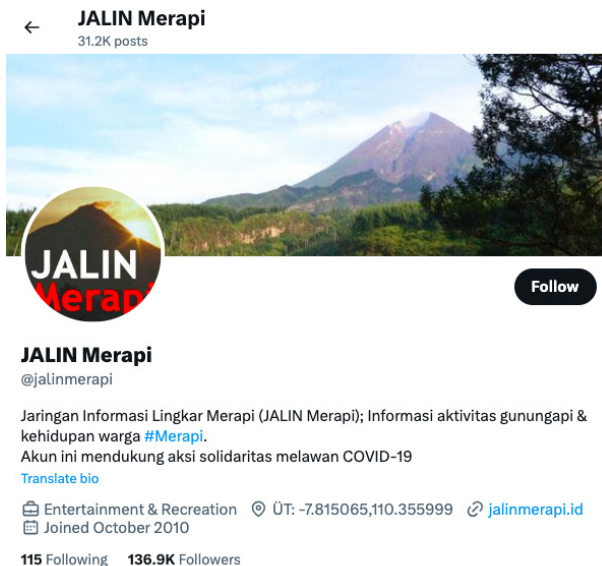 JALIN Merapi
31.2K posts
JALIN
Merapi
Follow
JALIN Merapi
@jalinmerapi
Jaringan Informasi Lingkar Merapi (JALIN Merapi); Informasi aktivitas gunungapi &
kehidupan warga #Merapi.
Akun ini mendukung aksi solidaritas melawan COVID-19
Translate bio
Entertainment & Recreation ÜT: -7.815065,110.355999 jalinmerapi.id
Joined October 2010
115 Following 136.9K Followers